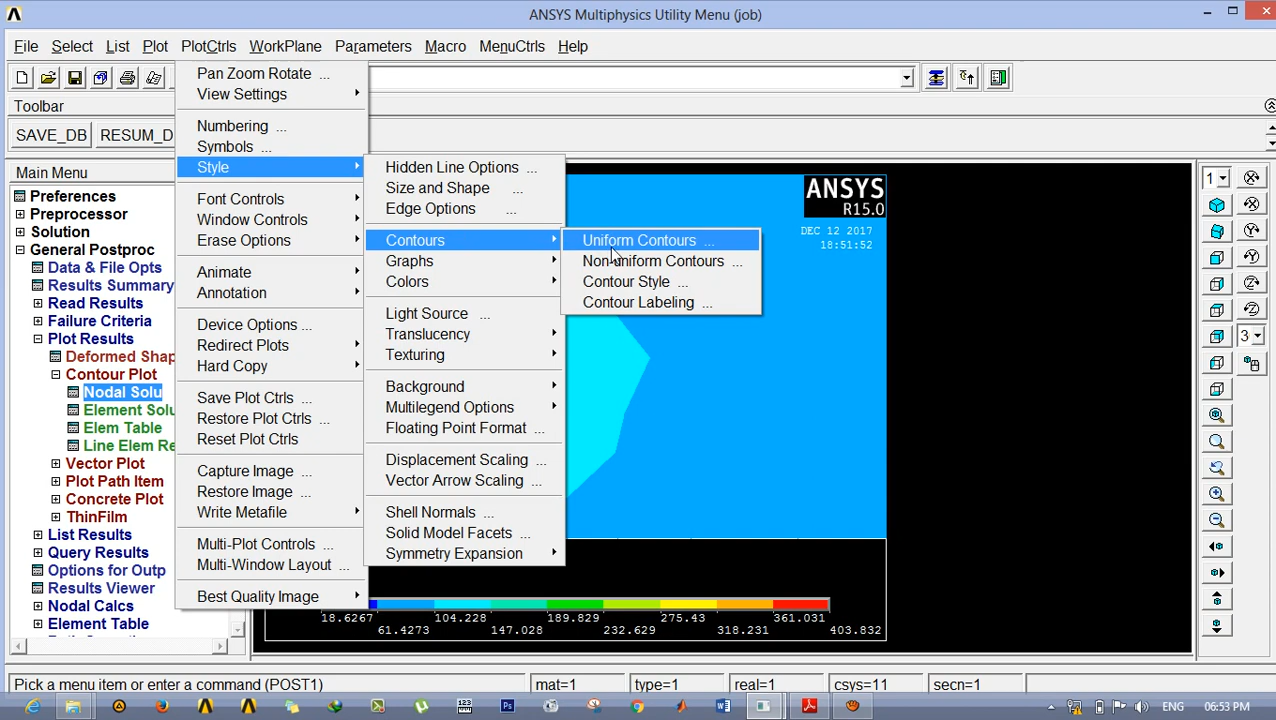 ANSYS Multiphysics Utility Menu (job)
File Select List Plot PlotCtrls WorkPlane Parameters Macro MenuCtrls Help
Toolbar
SAVE_DB RESUM_D
Main Menu
Preferences
Preprocessor
Solution
General Postproc
Data & File Opts
Results Summar
Read Results
Failure Criteria
Plot Results
Deformed Shap
Contour Plot
Nodal Solu
Element Solu
Elem Table
Line Elem Re
Vector Plot
Plot Path Item
Concrete Plot
ThinFilm
List Results
Query Results
Options for Outp
Results Viewer
Nodal Calcs
Element Table
Pan Zoom Rotate ...
View Settings
Numbering ...
Symbols ...
Style
Font Controls
Window Controls
Erase Options
Animate
Annotation
Device Options ...
Redirect Plots
Hard Copy
Save Plot Ctrls ...
Restore Plot Ctrls ...
Reset Plot Ctrls
Capture Image ...
Restore Image ...
Write Metafile
Multi-Plot Controls ...
Multi-Window Layout ...
Best Quality Image
Hidden Line Options ...
Size and Shape ...
Edge Options ...
Contours
Graphs
Colors
Light Source ...
Translucency
Texturing
Background
Multilegend Options
Floating Point Format ...
Displacement Scaling ...
Vector Arrow Scaling ...
Shell Normals ...
Solid Model Facets ...
Symmetry Expansion
Uniform Contours ...
Non-uniform Contours ...
Contour Style ...
Contour Labeling ...
ANSYS
R15.0
DEC 12 2017
18:51:52
18.6267 104.228 189.829 275.43 361.031
61.4273 147.028 232.629 318.231 403.832
1
3
Pick a menu item or enter a command (POST1) mat=1 type=1 real=1 csys=11 secn=1
ENG 06:53 PM